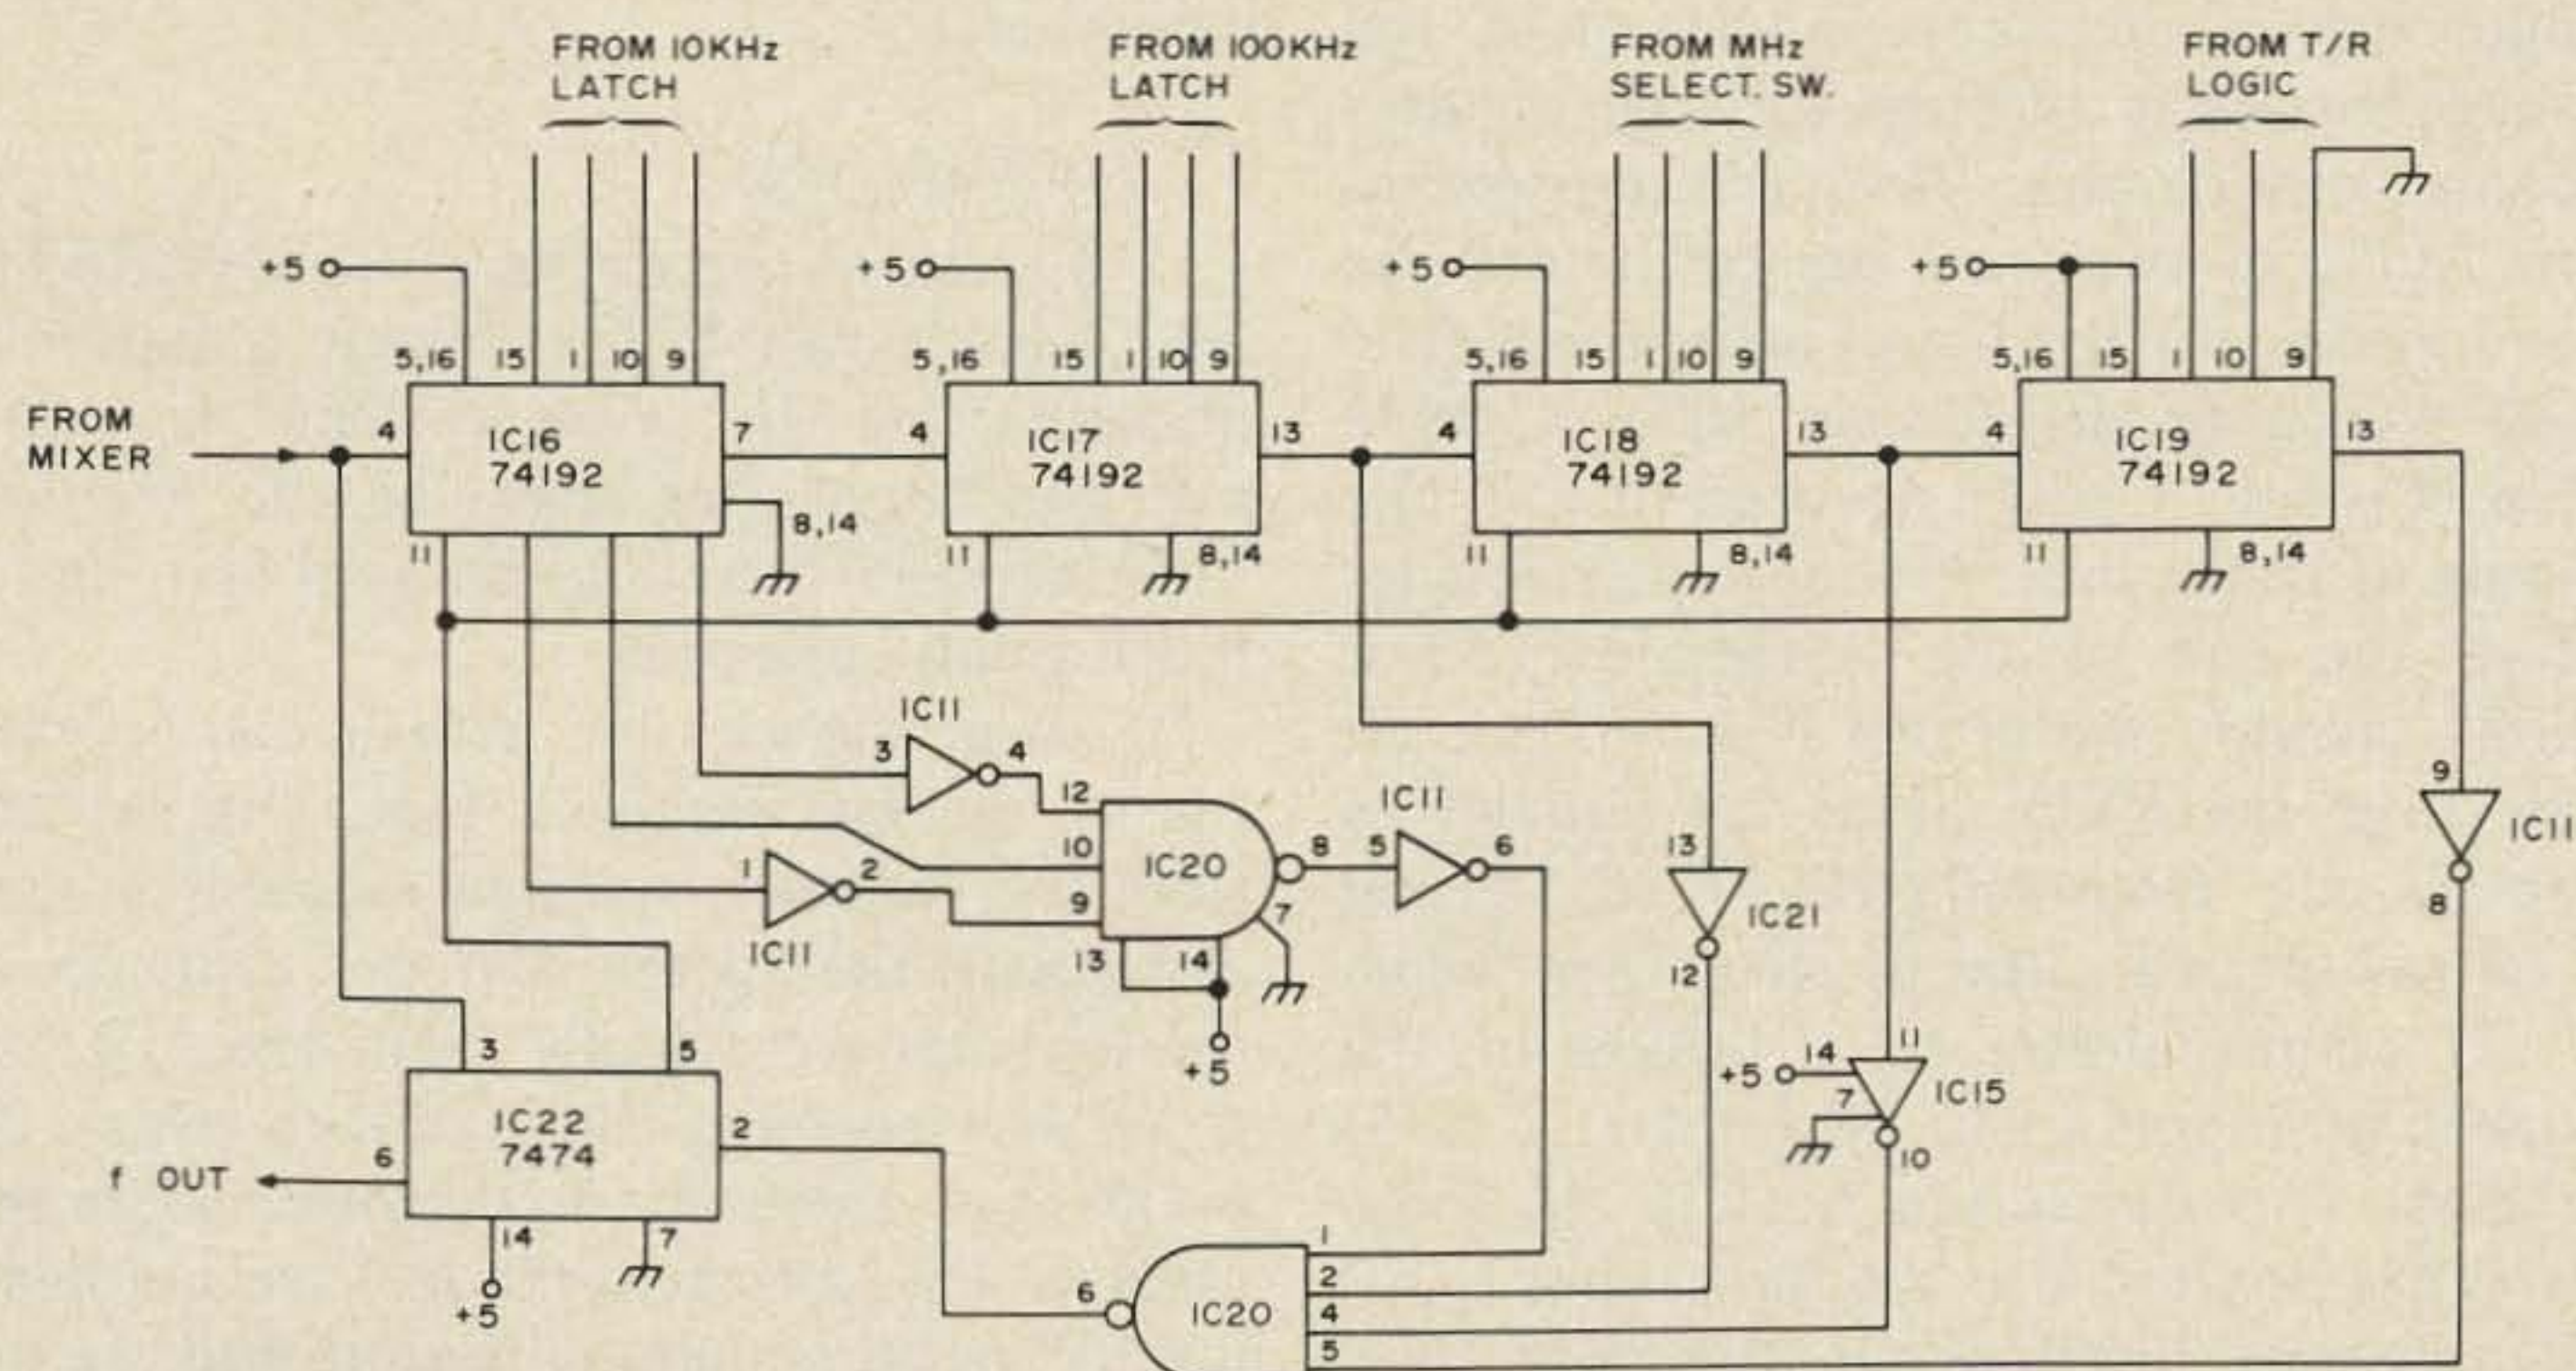 FROM 10KHz
LATCH
FROM 100KHz
LATCH
FROM MHz
SELECT. SW.
FROM T/R
LOGIC
+5
+5
+5
+5
5,16 15 1 10 9
5,16 15 1 10 9
5,16 15 1 10 9
5,16 15 1 10 9
FROM
MIXER
4
IC16
74192
7
8,14
11
4
IC17
74192
13
11
8,14
4
IC18
74192
13
11
8,14
4
IC19
74192
13
11
8,14
IC11
3
4
12
10
9
IC20
8
7
13
14
+5
1
2
IC11
IC11
5
6
13
IC21
12
9
IC11
8
11
+5
14
7
IC15
10
3
5
IC22
7474
2
6
f OUT
14
7
+5
6
IC20
1
2
4
5